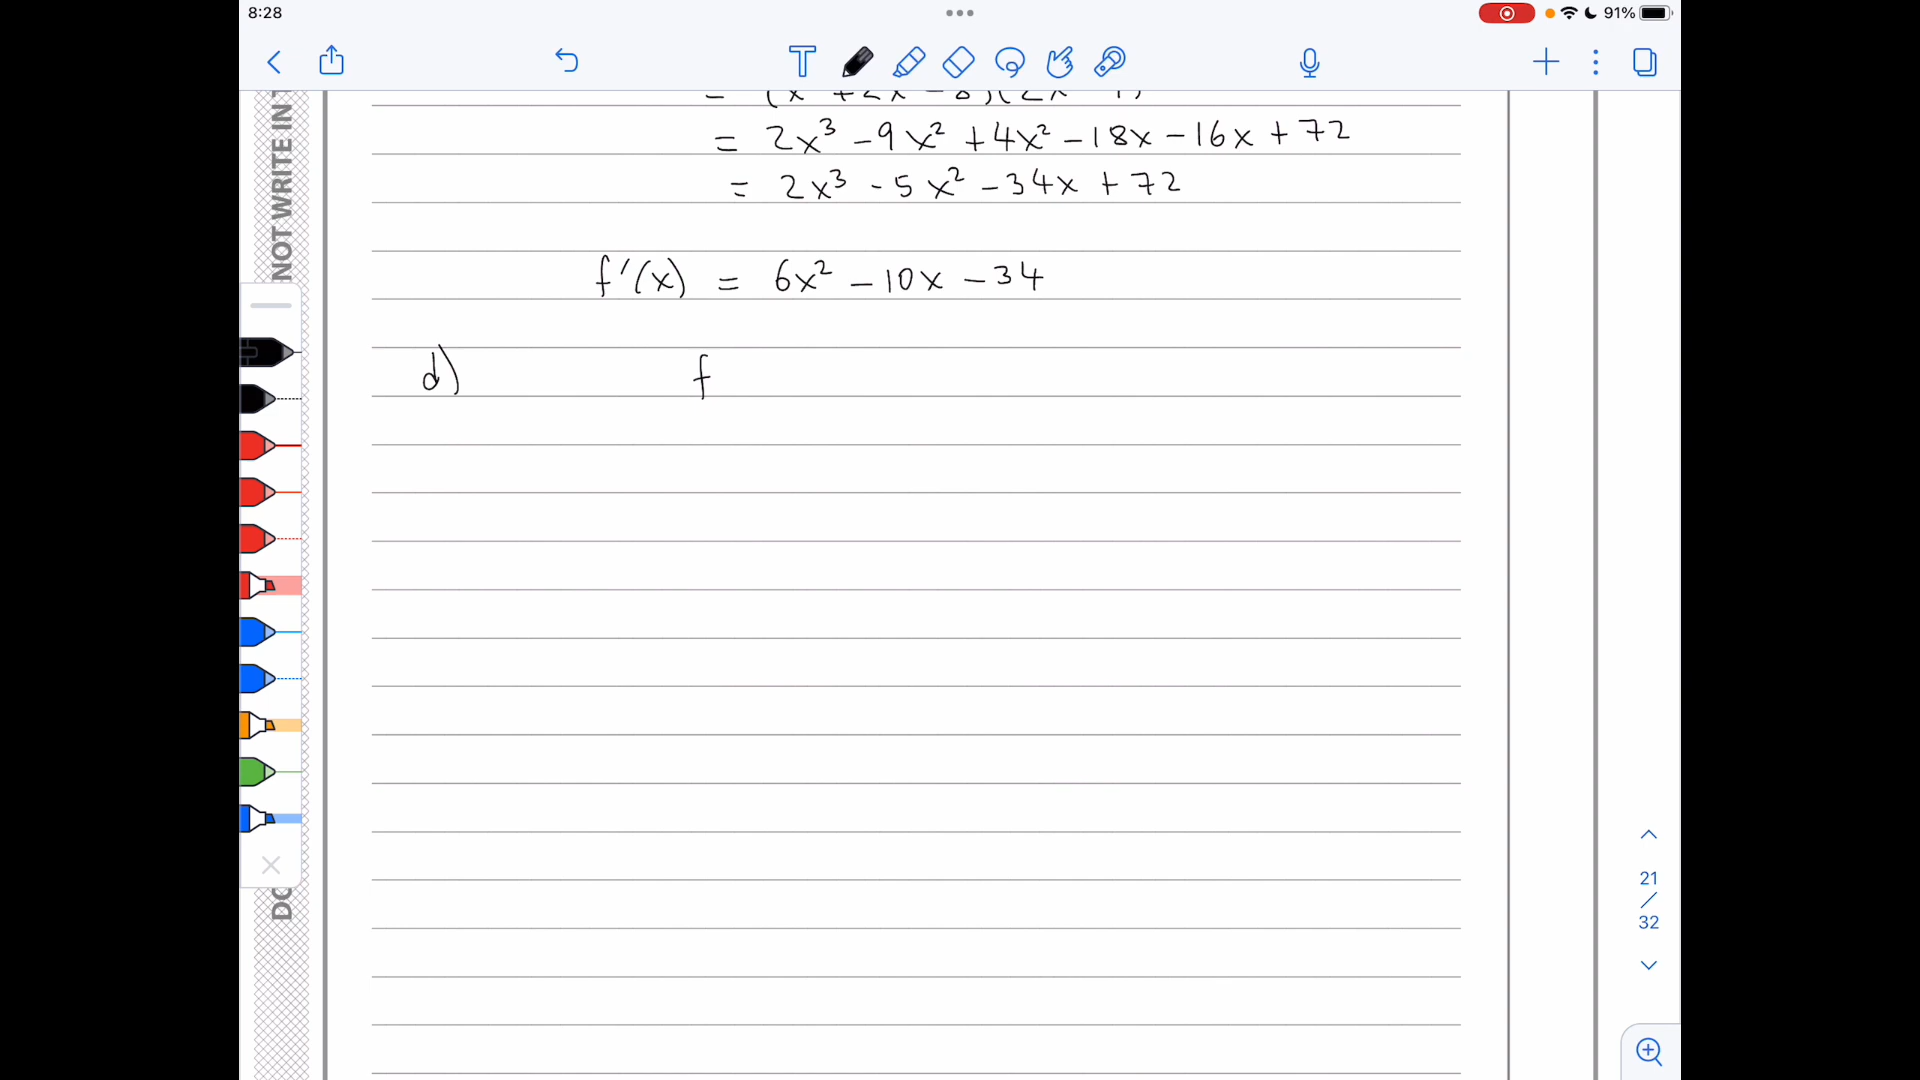 8:28
91%
= 2x³ - 9x² + 4x² - 18x - 16x + 72
= 2x³ - 5x² - 34x + 72
NOT WRITE IN
f'(x) = 6x² - 10x - 34
d) f
DO
21
/
32